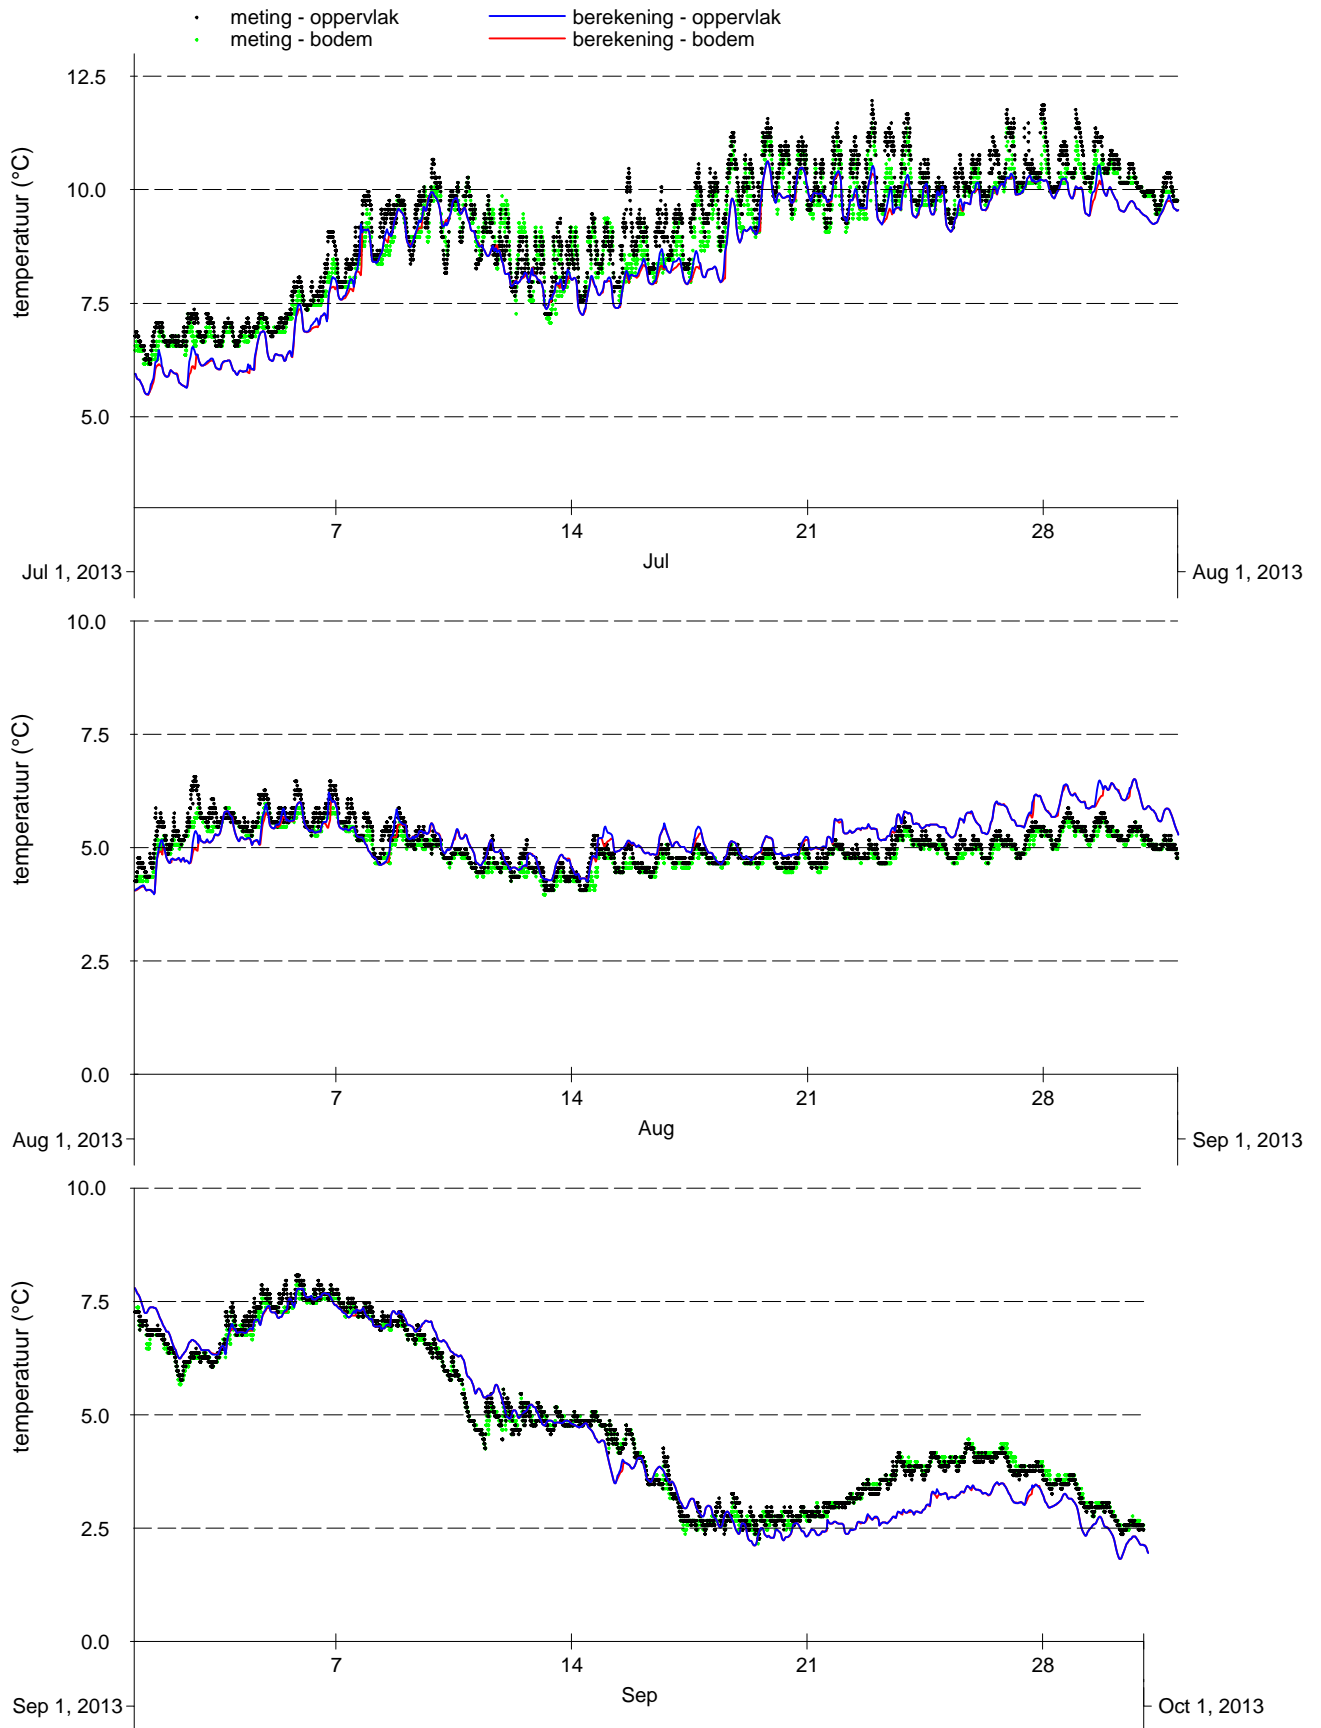 meting - oppervlak berekening - oppervlak
meting - bodem berekening - bodem
12.5
10.0
7.5
5.0
temperatuur (°C)
7 14 21 28
Jul
Jul 1, 2013 Aug 1, 2013
10.0
7.5
5.0
2.5
0.0
temperatuur (°C)
7 14 21 28
Aug
Aug 1, 2013 Sep 1, 2013
10.0
7.5
5.0
2.5
0.0
temperatuur (°C)
7 14 21 28
Sep
Sep 1, 2013 Oct 1, 2013